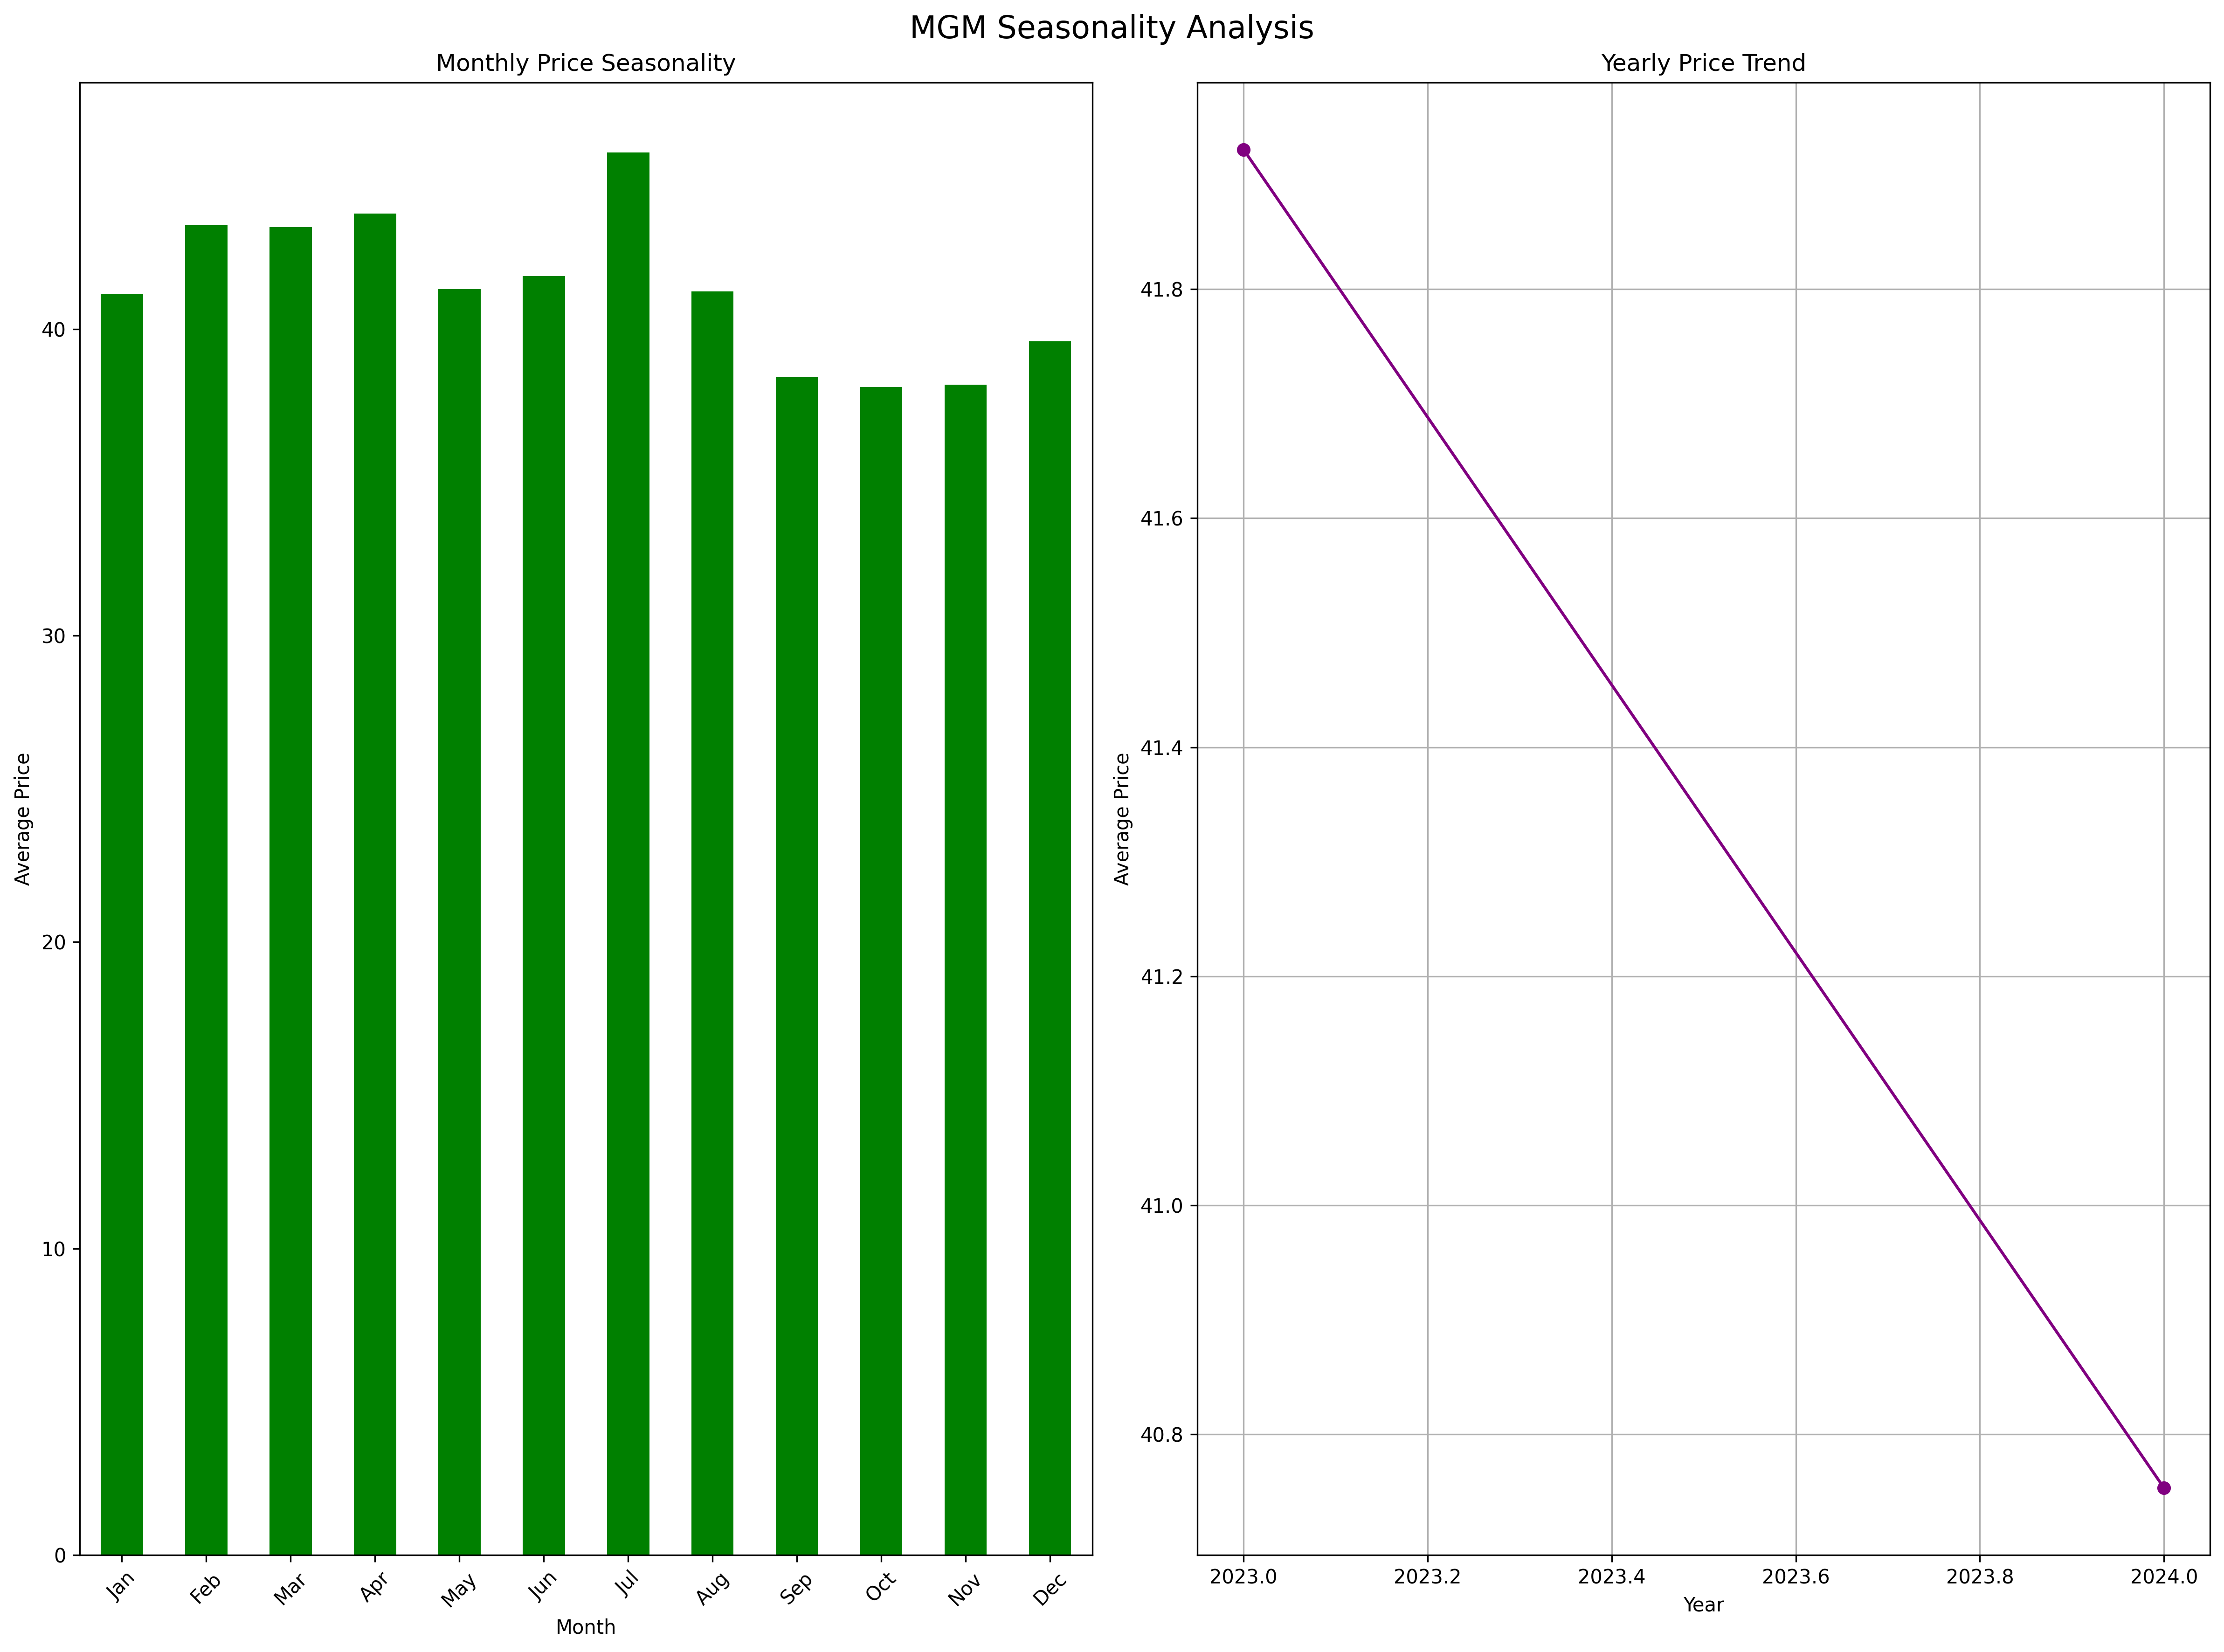 MGM Seasonality Analysis
Monthly Price Seasonality
Average Price
40
30
20
10
0
Jan
Feb
Mar
Apr
May
Jun
Jul
Aug
Sep
Oct
Nov
Dec
Month
Yearly Price Trend
Average Price
41.8
41.6
41.4
41.2
41.0
40.8
2023.0
2023.2
2023.4
2023.6
2023.8
2024.0
Year